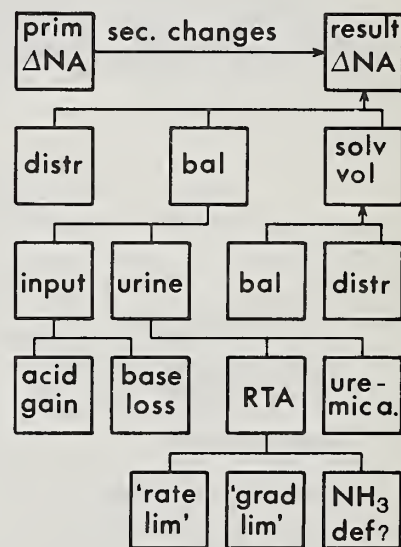 prim
ΔNA
sec. changes
result
ΔNA
distr
bal
solv
vol
input
urine
bal
distr
acid
gain
base
loss
RTA
ure-
mic a.
'rate
lim'
'grad
lim'
NH₃
def?